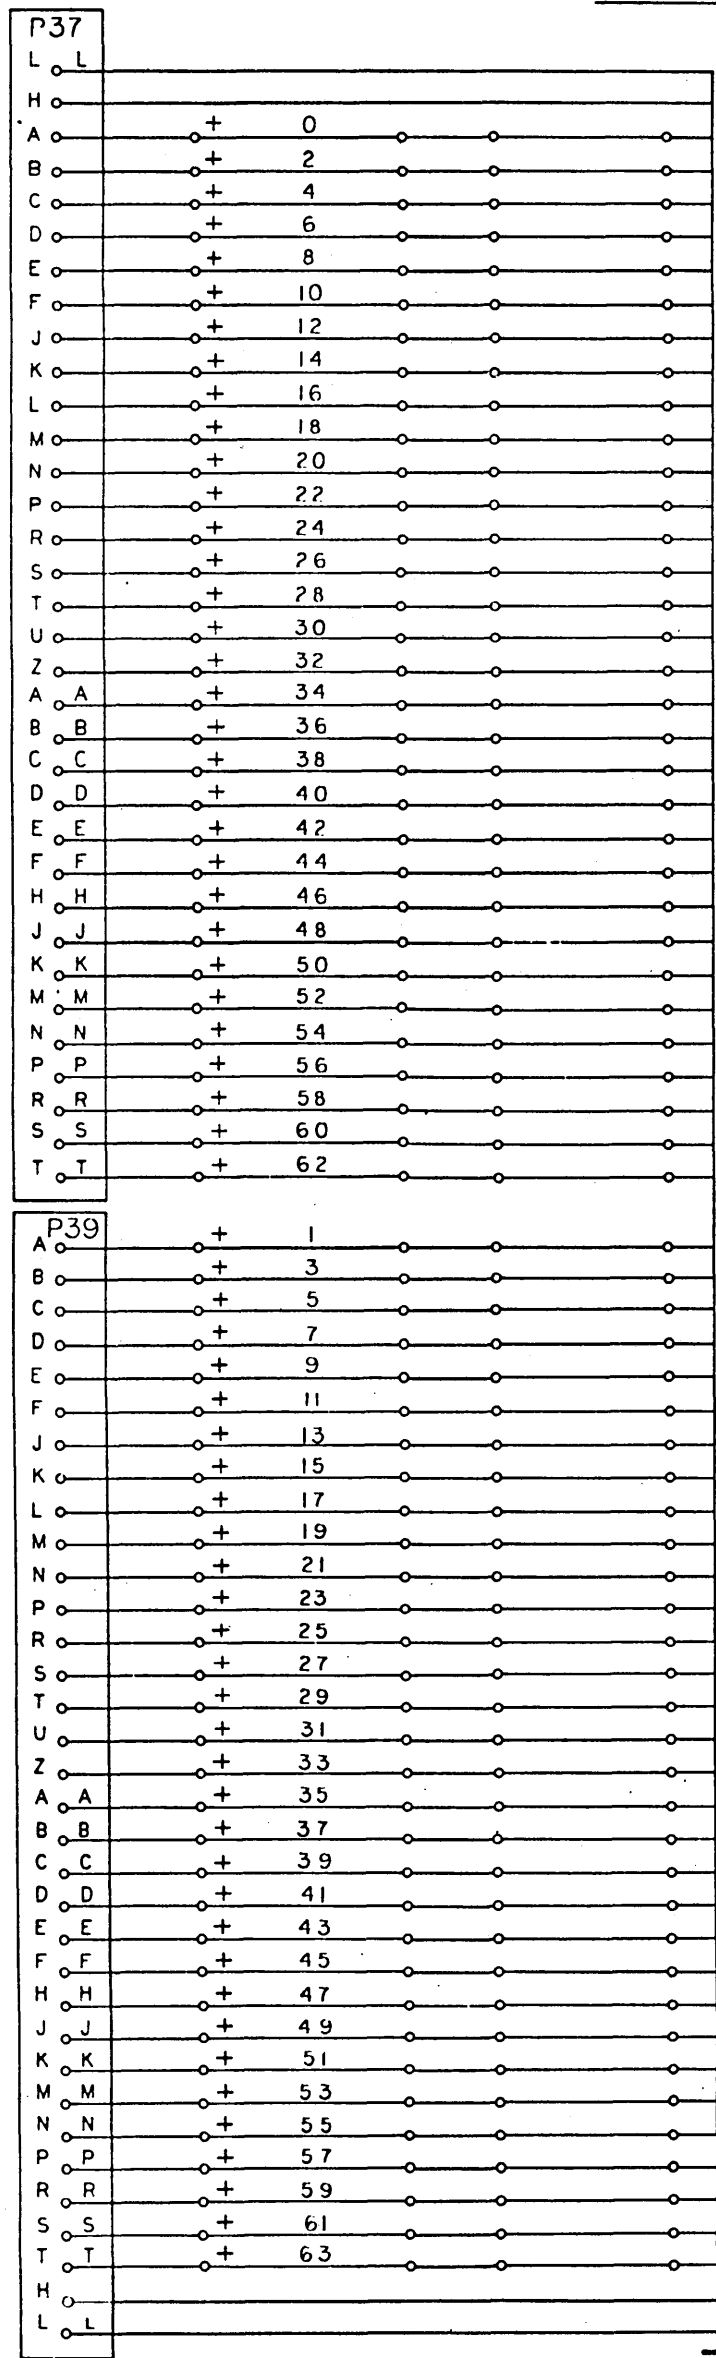 P37
L L
H
A + 0
B + 2
C + 4
D + 6
E + 8
F + 10
J + 12
K + 14
L + 16
M + 18
N + 20
P + 22
R + 24
S + 26
T + 28
U + 30
Z + 32
A A + 34
B B + 36
C C + 38
D D + 40
E E + 42
F F + 44
H H + 46
J J + 48
K K + 50
M M + 52
N N + 54
P P + 56
R R + 58
S S + 60
T T + 62
P39
A + 1
B + 3
C + 5
D + 7
E + 9
F + 11
J + 13
K + 15
L + 17
M + 19
N + 21
P + 23
R + 25
S + 27
T + 29
U + 31
Z + 33
A A + 35
B B + 37
C C + 39
D D + 41
E E + 43
F F + 45
H H + 47
J J + 49
K K + 51
M M + 53
N N + 55
P P + 57
R R + 59
S S + 61
T T + 63
H
L L